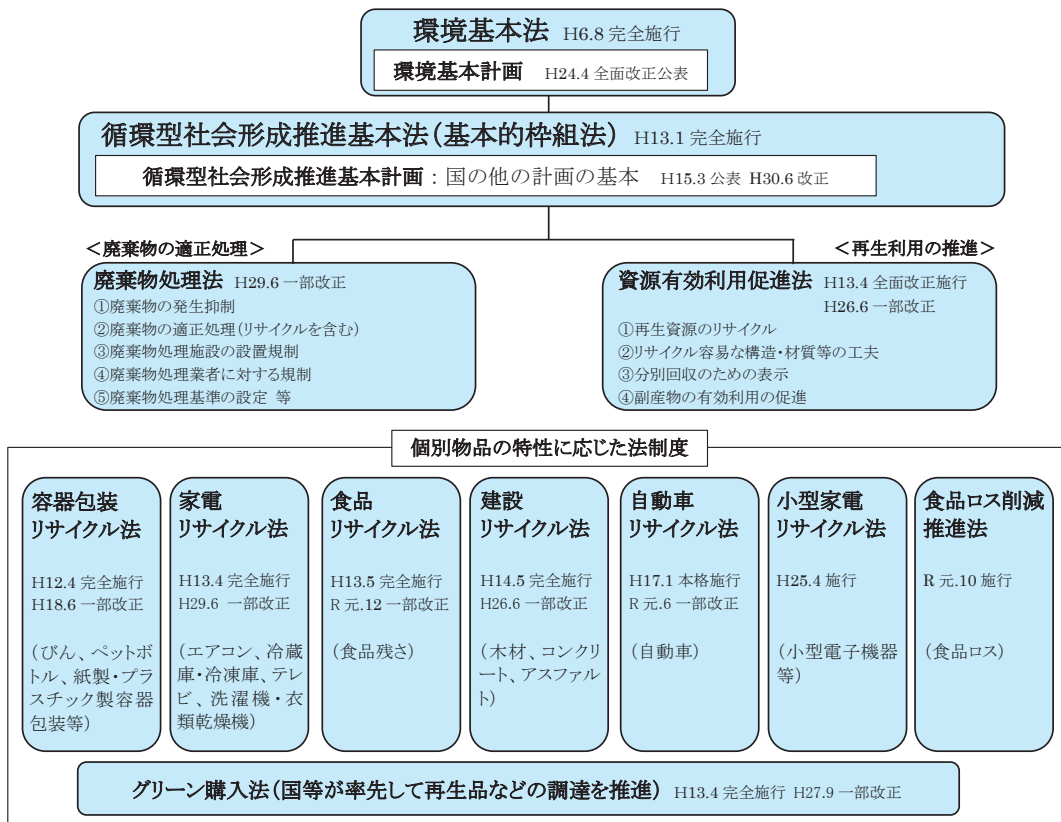 環境基本法 H6.8 完全施行
環境基本計画 H24.4 全面改正公表
循環型社会形成推進基本法(基本的枠組法) H13.1 完全施行
循環型社会形成推進基本計画 : 国の他の計画の基本 H15.3 公表 H30.6 改正
<廃棄物の適正処理>
廃棄物処理法 H29.6 一部改正
①廃棄物の発生抑制
②廃棄物の適正処理(リサイクルを含む)
③廃棄物処理施設の設置規制
④廃棄物処理業者に対する規制
⑤廃棄物処理基準の設定 等
<再生利用の推進>
資源有効利用促進法 H13.4 全面改正施行
H26.6 一部改正
①再生資源のリサイクル
②リサイクル容易な構造・材質等の工夫
③分別回収のための表示
④副産物の有効利用の促進
個別物品の特性に応じた法制度
容器包装
リサイクル法
H12.4 完全施行
H18.6 一部改正
(びん、ペットボ
トル、紙製・プラ
スチック製容器
包装等)
家電
リサイクル法
H13.4 完全施行
H29.6 一部改正
(エアコン、冷蔵
庫・冷凍庫、テレ
ビ、洗濯機・衣
類乾燥機)
食品
リサイクル法
H13.5 完全施行
R 元.12 一部改正
(食品残さ)
建設
リサイクル法
H14.5 完全施行
H26.6 一部改正
(木材、コンクリ
ート、アスファル
ト)
自動車
リサイクル法
H17.1 本格施行
R 元.6 一部改正
(自動車)
小型家電
リサイクル法
H25.4 施行
(小型電子機器
等)
食品ロス削減
推進法
R 元.10 施行
(食品ロス)
グリーン購入法(国等が率先して再生品などの調達を推進) H13.4 完全施行 H27.9 一部改正